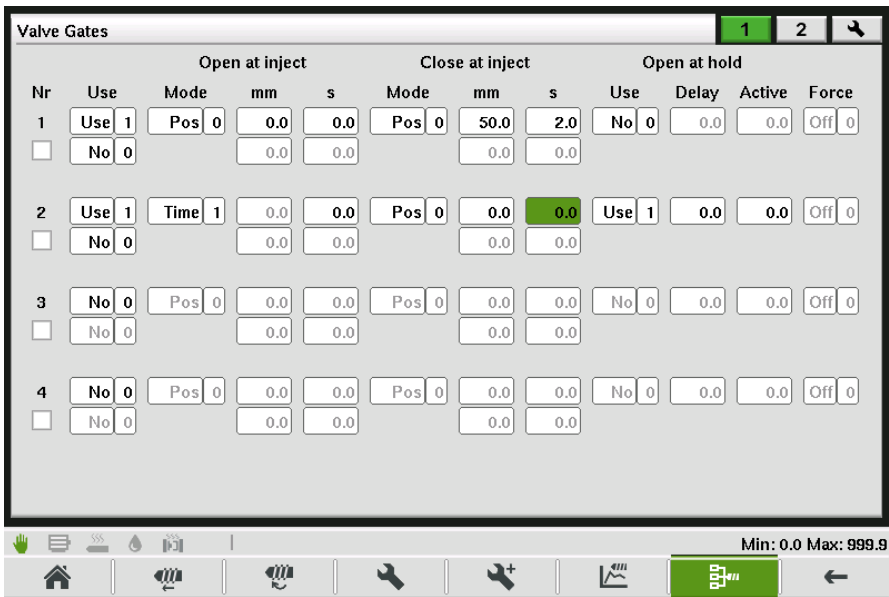 Valve Gates 1 2
Open at inject Close at inject Open at hold
Nr Use Mode mm s Mode mm s Use Delay Active Force
1 Use 1 Pos 0 0.0 0.0 Pos 0 50.0 2.0 No 0 0.0 0.0 Off 0
No 0 0.0 0.0 0.0 0.0
2 Use 1 Time 1 0.0 0.0 Pos 0 0.0 0.0 Use 1 0.0 0.0 Off 0
No 0 0.0 0.0 0.0 0.0
3 No 0 Pos 0 0.0 0.0 Pos 0 0.0 0.0 No 0 0.0 0.0 Off 0
No 0 0.0 0.0 0.0 0.0
4 No 0 Pos 0 0.0 0.0 Pos 0 0.0 0.0 No 0 0.0 0.0 Off 0
No 0 0.0 0.0 0.0 0.0
Min: 0.0 Max: 999.9